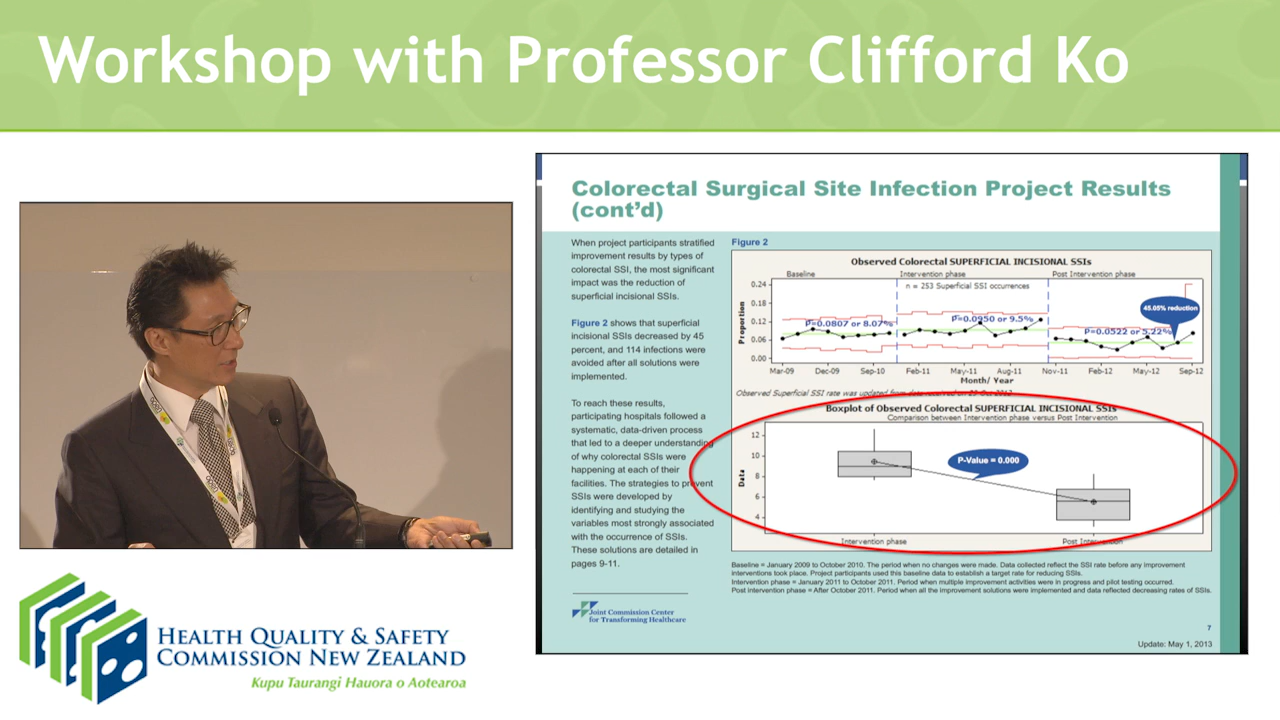 Workshop with Professor Clifford Ko
Colorectal Surgical Site Infection Project Results
(cont'd)
When project participants stratified
improvement results by types of
colorectal SSI, the most significant
impact was the reduction of
superficial incisional SSIs.
Figure 2 shows that superficial
incisional SSIs decreased by 45
percent, and 114 infections were
avoided after all solutions were
implemented.
To reach these results,
participating hospitals followed a
systematic, data-driven process
that led to a deeper understanding
of why colorectal SSIs were
happening at each of their
facilities. The strategies to prevent
SSIs were developed by
identifying and studying the
variables most strongly associated
with the occurrence of SSIs.
These solutions are detailed in
pages 9-11.
Joint Commission Center
for Transforming Healthcare
Figure 2
Observed Colorectal SUPERFICIAL INCISIONAL SSIs
Baseline Intervention phase Post Intervention phase
n = 253 Superficial SSI occurrences
0.24
0.18
0.12
0.06
0.00
Proportion
P=0.0807 or 8.07%
P=0.0950 or 9.5%
P=0.0522 or 5.22%
45.05% reduction
Mar-09 Dec-09 Sep-10 Feb-11 May-11 Aug-11 Nov-11 Feb-12 May-12 Sep-12
Month/ Year
Observed Superficial SSI rate was updated from data received on 29 Oct 2012
Boxplot of Observed Colorectal SUPERFICIAL INCISIONAL SSIs
Comparison between Intervention phase versus Post Intervention
12
10
8
6
4
Data
P-Value = 0.000
Intervention phase Post Intervention
Baseline = January 2009 to October 2010. The period when no changes were made. Data collected reflect the SSI rate before any improvement
interventions took place. Project participants used this baseline data to establish a target rate for reducing SSIs.
Intervention phase = January 2011 to October 2011. Period when multiple improvement activities were in progress and pilot testing occurred.
Post intervention phase = After October 2011. Period when all the improvement solutions were implemented and data reflected decreasing rates of SSIs.
7
Update: May 1, 2013
HEALTH QUALITY & SAFETY
COMMISSION NEW ZEALAND
Kupu Taurangi Hauora o Aotearoa